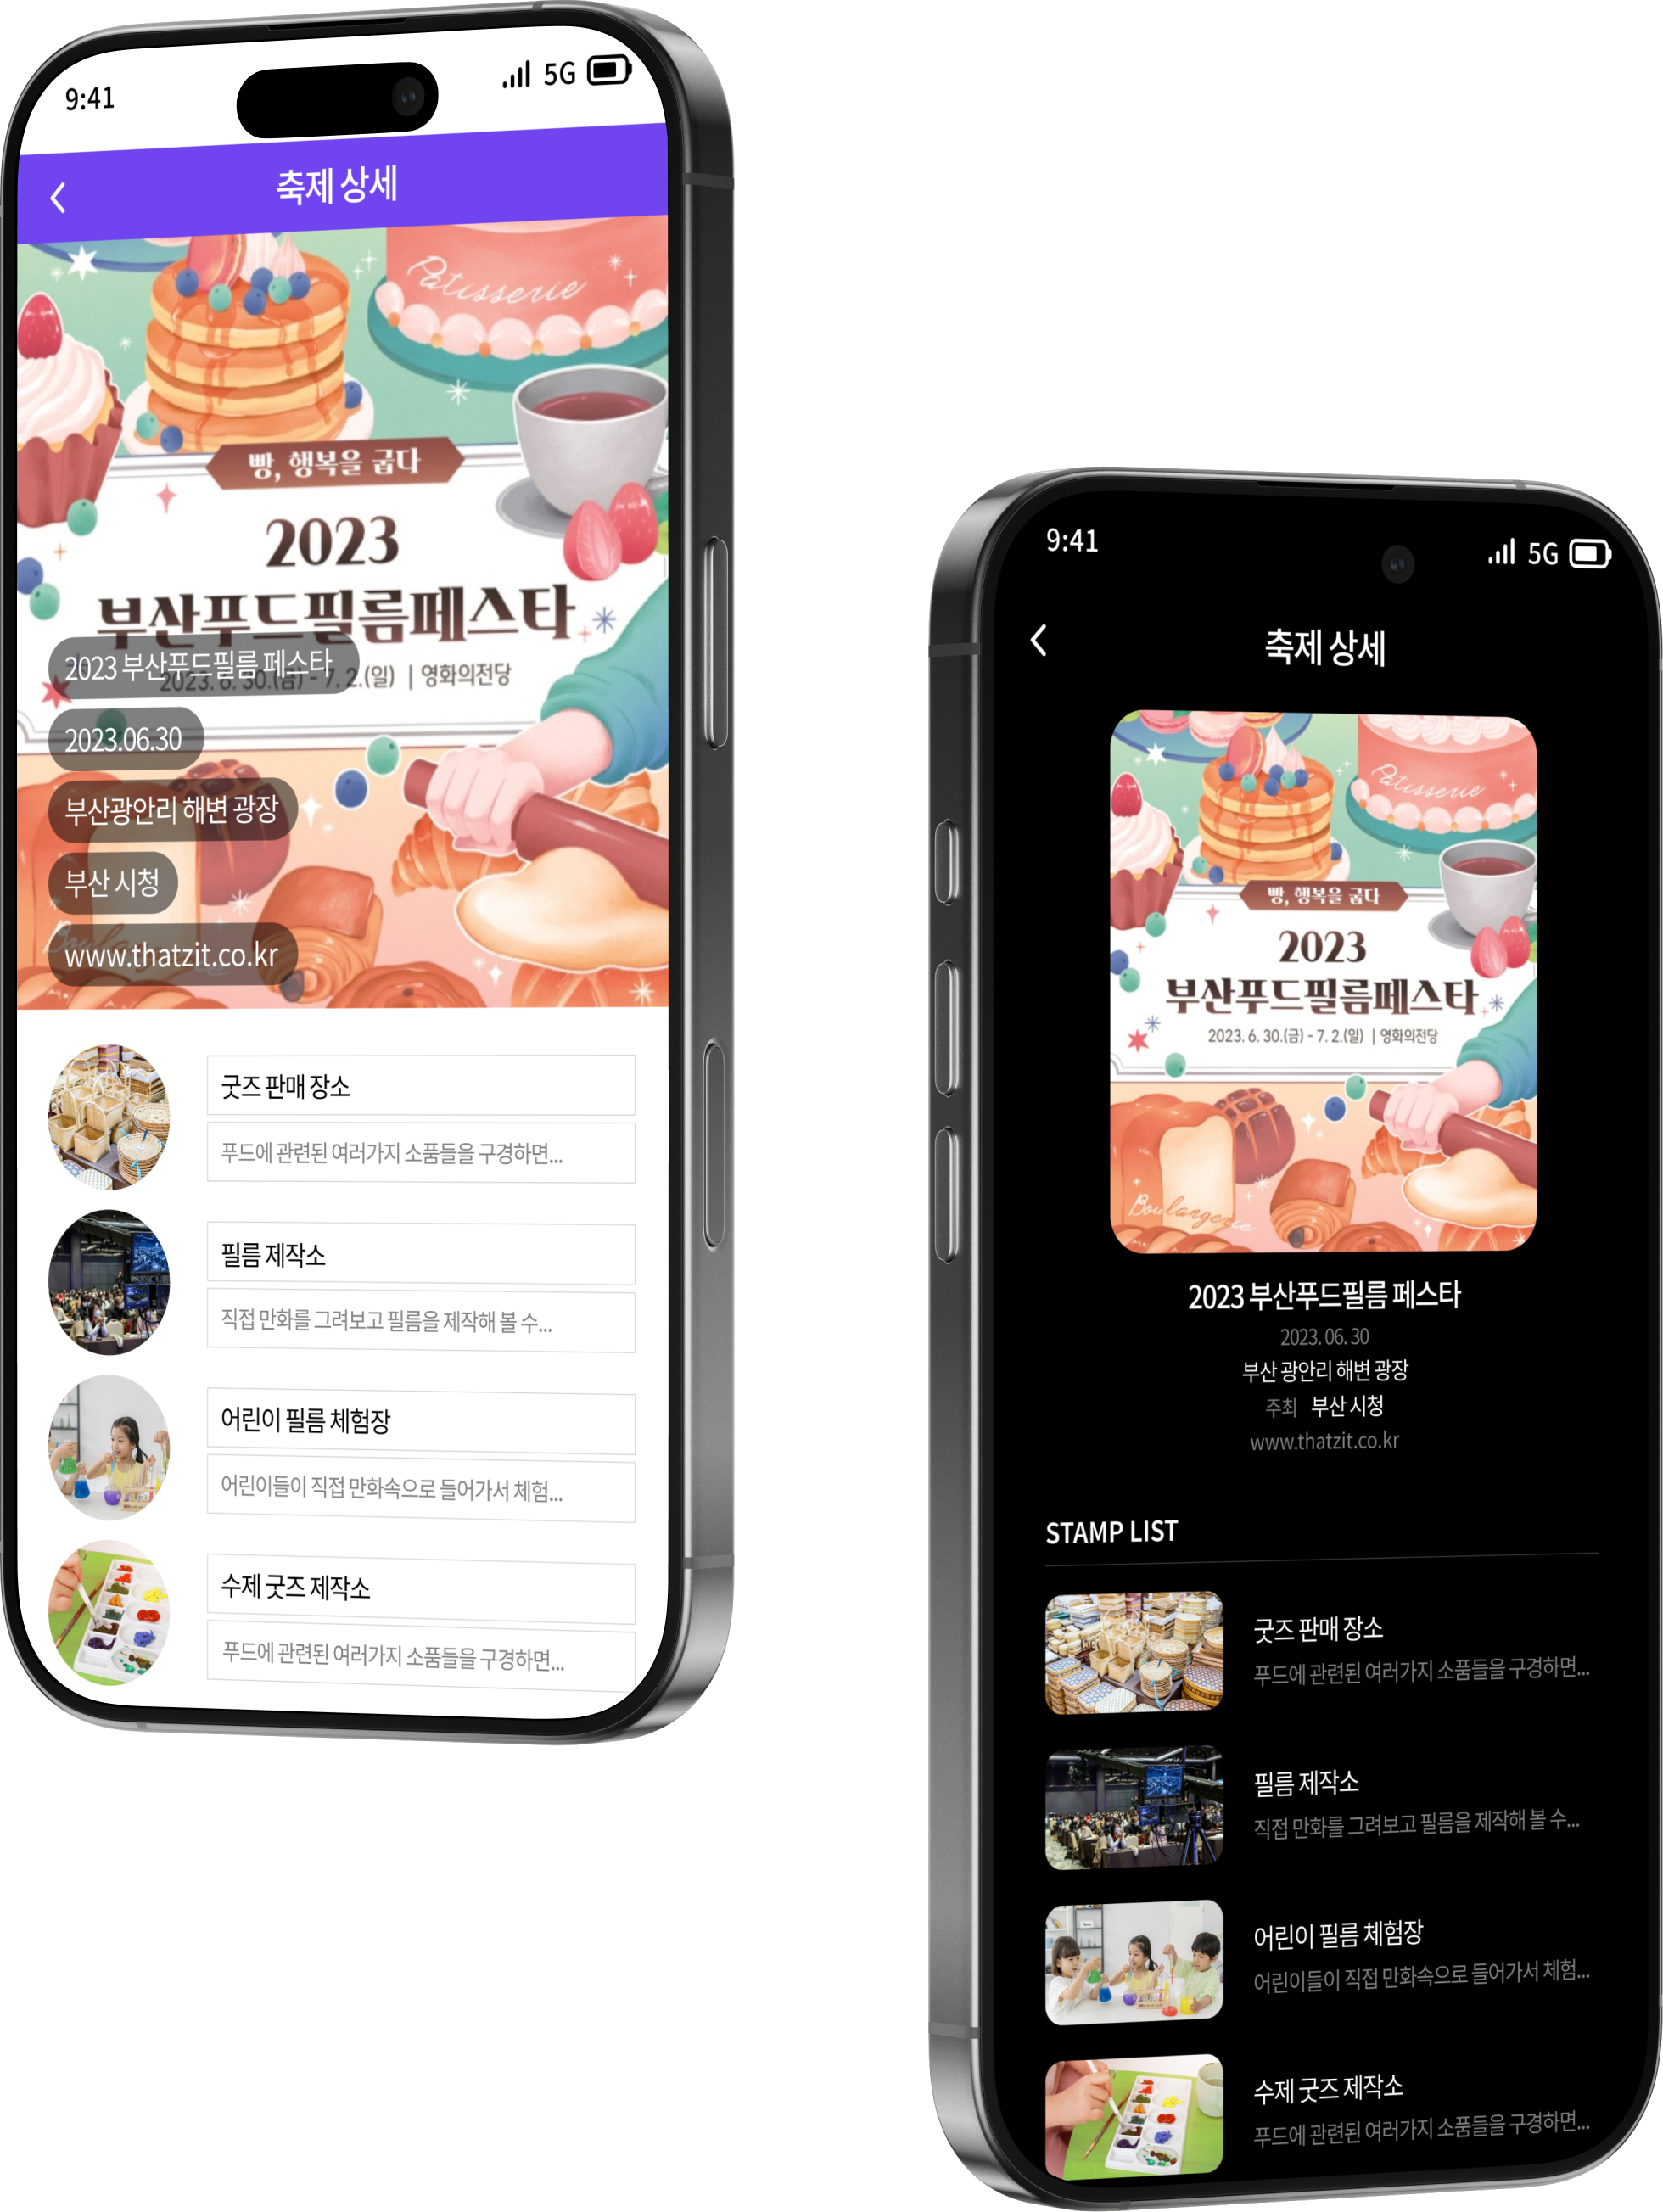 9:41
5G
축제 상세
Patisserie
빵, 행복을 굽다
2023
부산푸드필름페스타
2023. 6. 30.(금) - 7. 2.(일) | 영화의전당
2023 부산푸드필름 페스타
2023.06.30
부산광안리 해변 광장
부산 시청
www.thatzit.co.kr
굿즈 판매 장소
푸드에 관련된 여러가지 소품들을 구경하면...
필름 제작소
직접 만화를 그려보고 필름을 제작해 볼 수...
어린이 필름 체험장
어린이들이 직접 만화속으로 들어가서 체험...
수제 굿즈 제작소
푸드에 관련된 여러가지 소품들을 구경하면...
9:41
5G
축제 상세
Patisserie
빵, 행복을 굽다
2023
부산푸드필름페스타
2023. 6. 30.(금) - 7. 2.(일) | 영화의전당
Boulangerie
2023 부산푸드필름 페스타
2023. 06. 30
부산 광안리 해변 광장
주최 부산 시청
www.thatzit.co.kr
STAMP LIST
굿즈 판매 장소
푸드에 관련된 여러가지 소품들을 구경하면...
필름 제작소
직접 만화를 그려보고 필름을 제작해 볼 수...
어린이 필름 체험장
어린이들이 직접 만화속으로 들어가서 체험...
수제 굿즈 제작소
푸드에 관련된 여러가지 소품들을 구경하면...